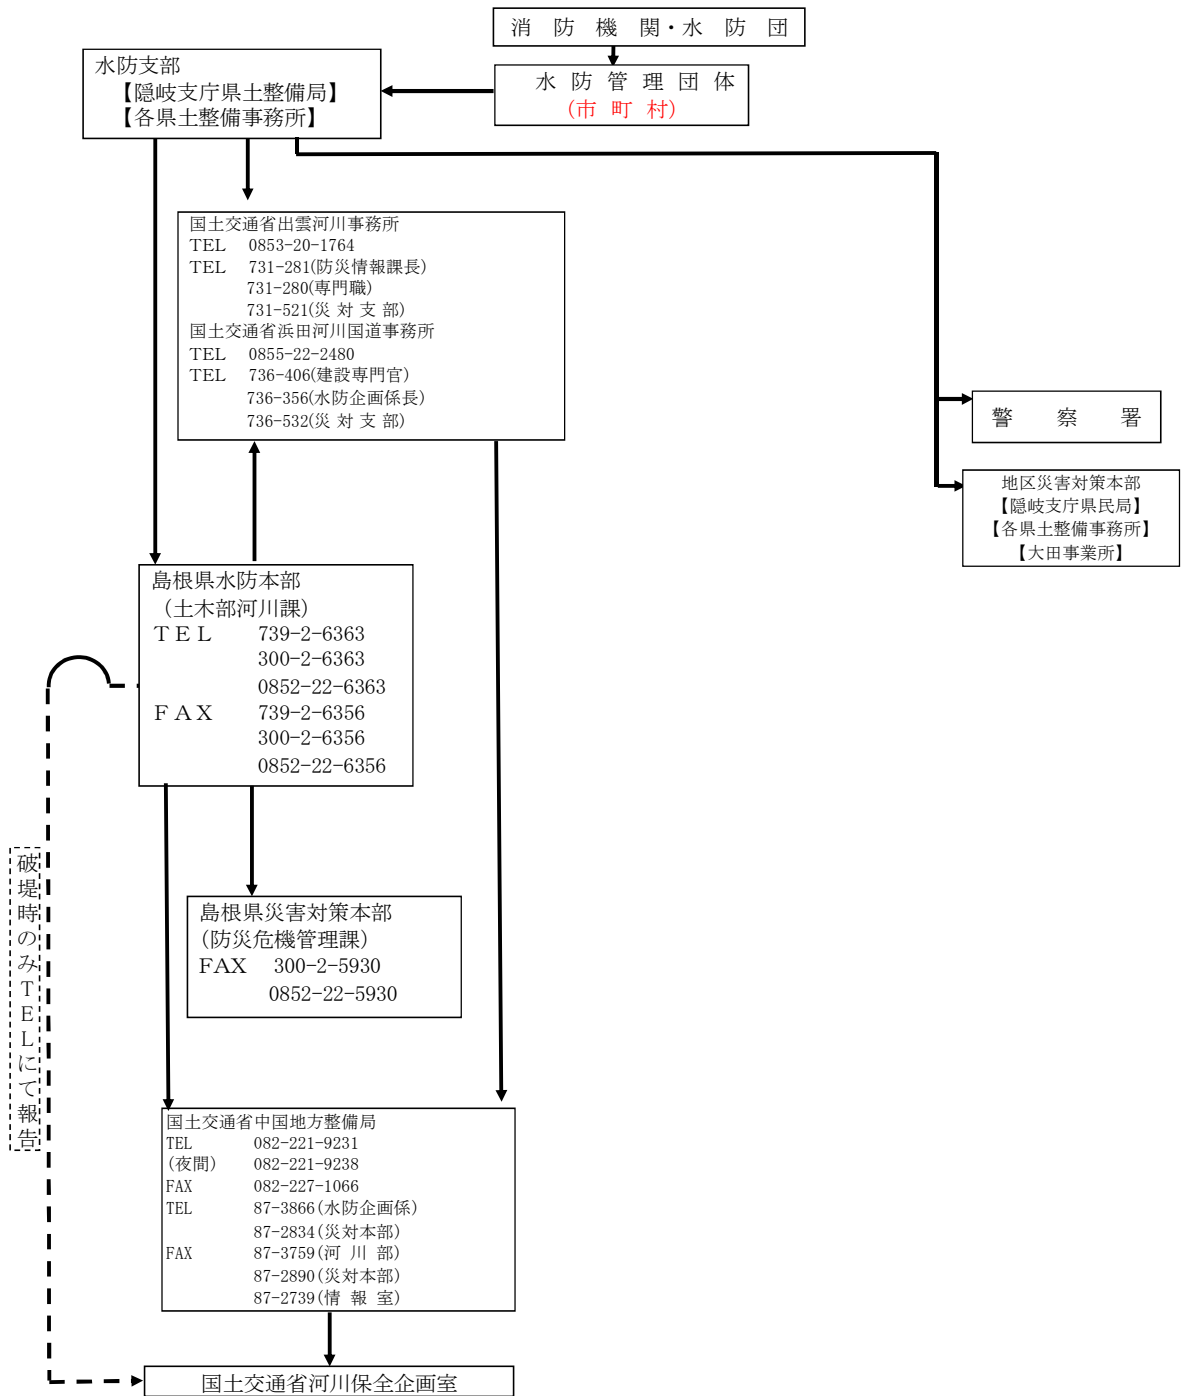 消防機関・水防団
水防管理団体
(市町村)
水防支部
【隠岐支庁県土整備局】
【各県土整備事務所】
国土交通省出雲河川事務所
TEL 0853-20-1764
TEL 731-281(防災情報課長)
731-280(専門職)
731-521(災対支部)
国土交通省浜田河川国道事務所
TEL 0855-22-2480
TEL 736-406(建設専門官)
736-356(水防企画係長)
736-532(災対支部)
警察署
地区災害対策本部
【隠岐支庁県民局】
【各県土整備事務所】
【大田事業所】
島根県水防本部
(土木部河川課)
TEL 739-2-6363
300-2-6363
0852-22-6363
FAX 739-2-6356
300-2-6356
0852-22-6356
破堤時のみTELにて報告
島根県災害対策本部
(防災危機管理課)
FAX 300-2-5930
0852-22-5930
国土交通省中国地方整備局
TEL 082-221-9231
(夜間) 082-221-9238
FAX 082-227-1066
TEL 87-3866(水防企画係)
87-2834(災対本部)
FAX 87-3759(河川部)
87-2890(災対本部)
87-2739(情報室)
国土交通省河川保全企画室